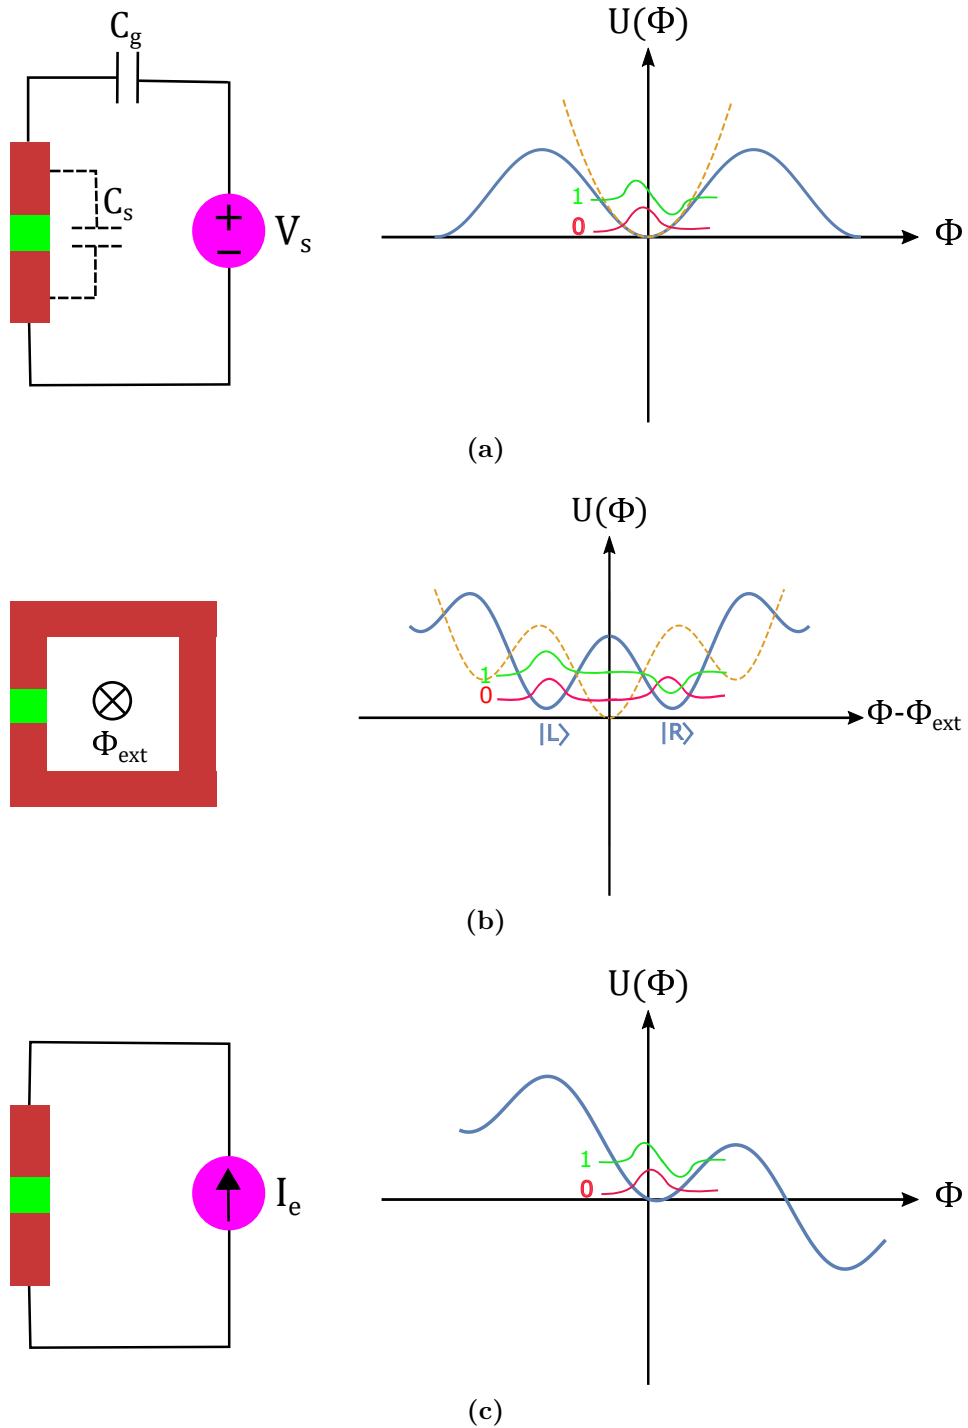 C_g
U(Φ)
C_s
+
−
V_s
1
0
Φ
(a)
U(Φ)
Φ_ext
1
0
Φ-Φ_ext
|L⟩
|R⟩
(b)
U(Φ)
I_e
1
0
Φ
(c)